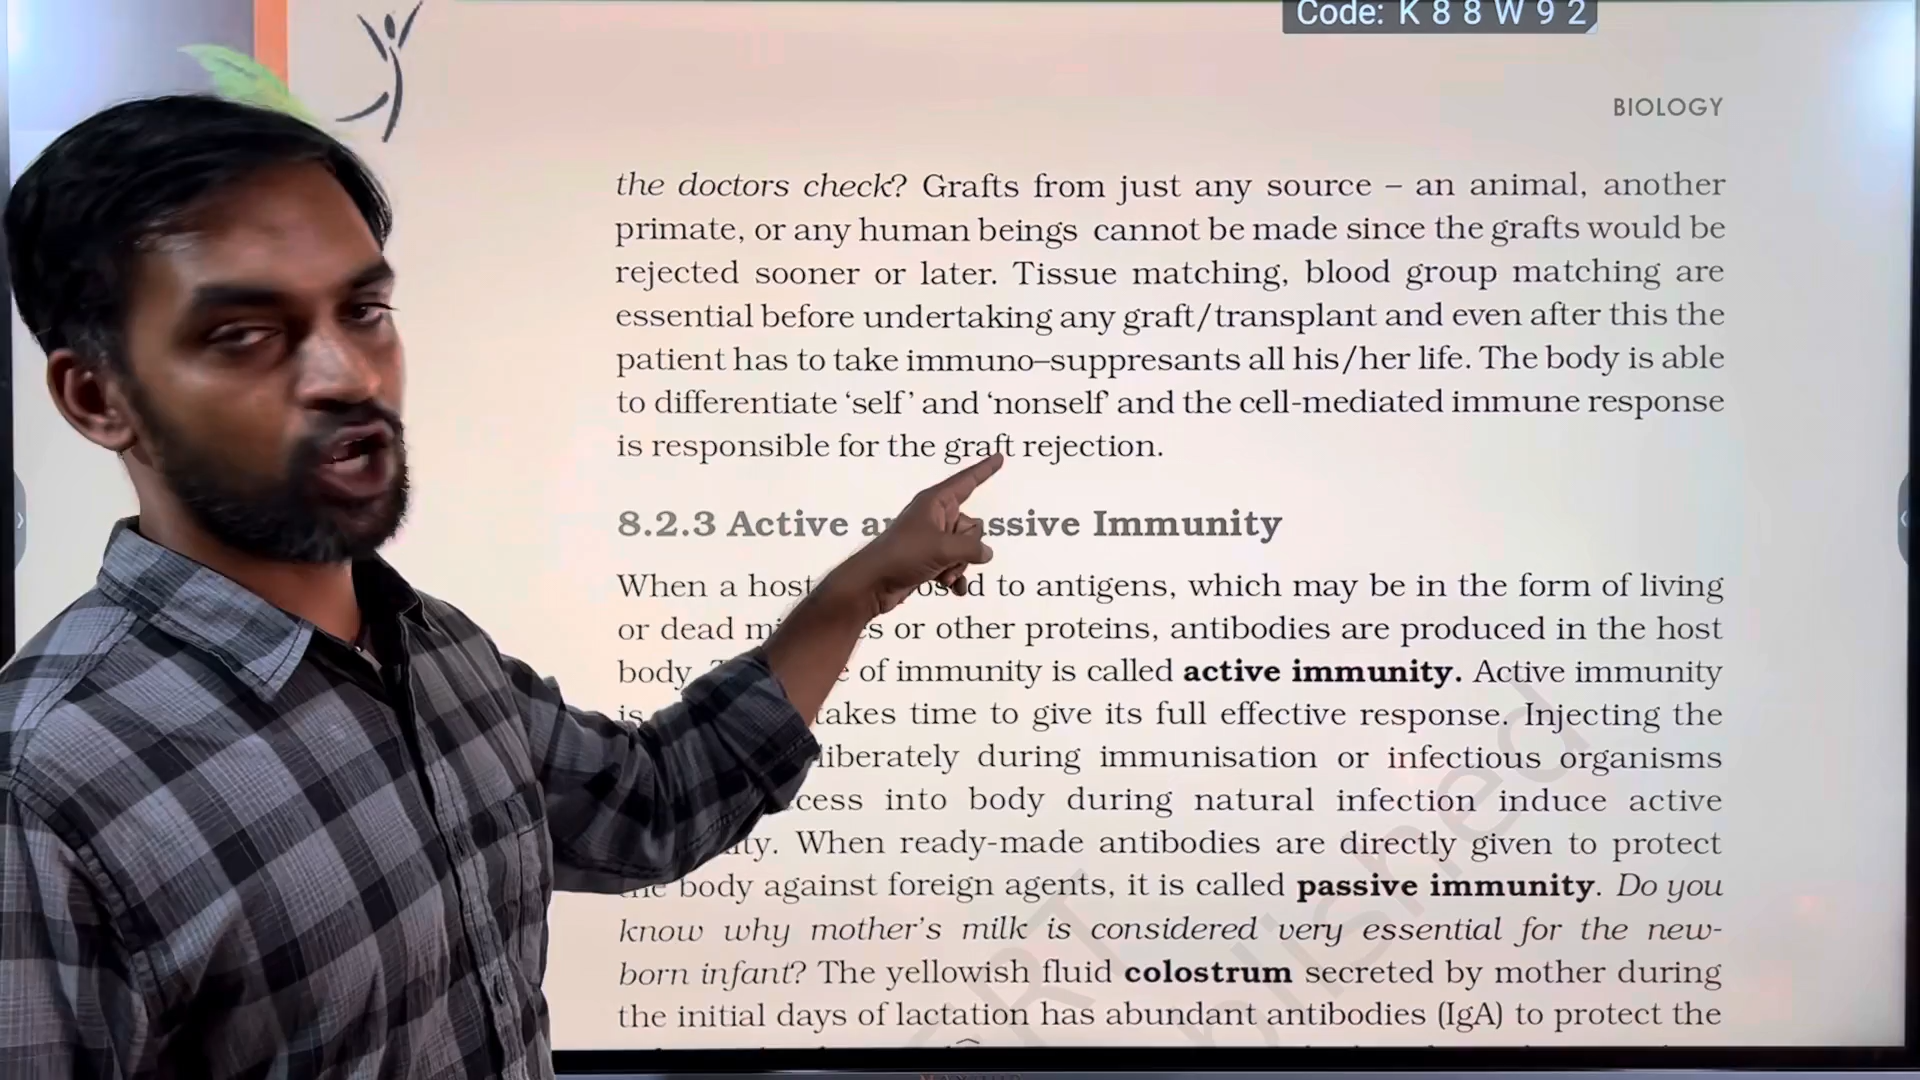 Code: K 8 8 W 9 2
BIOLOGY
the doctors check? Grafts from just any source – an animal, another
primate, or any human beings cannot be made since the grafts would be
rejected sooner or later. Tissue matching, blood group matching are
essential before undertaking any graft/transplant and even after this the
patient has to take immuno–suppresants all his/her life. The body is able
to differentiate ‘self’ and ‘nonself’ and the cell-mediated immune response
is responsible for the graft rejection.
8.2.3 Active assive Immunity
When a host to antigens, which may be in the form of living
or dead or other proteins, antibodies are produced in the host
body of immunity is called active immunity. Active immunity
is takes time to give its full effective response. Injecting the
liberately during immunisation or infectious organisms
cess into body during natural infection induce active
ity. When ready-made antibodies are directly given to protect
the body against foreign agents, it is called passive immunity. Do you
know why mother's milk is considered very essential for the new-
born infant? The yellowish fluid colostrum secreted by mother during
the initial days of lactation has abundant antibodies (IgA) to protect the